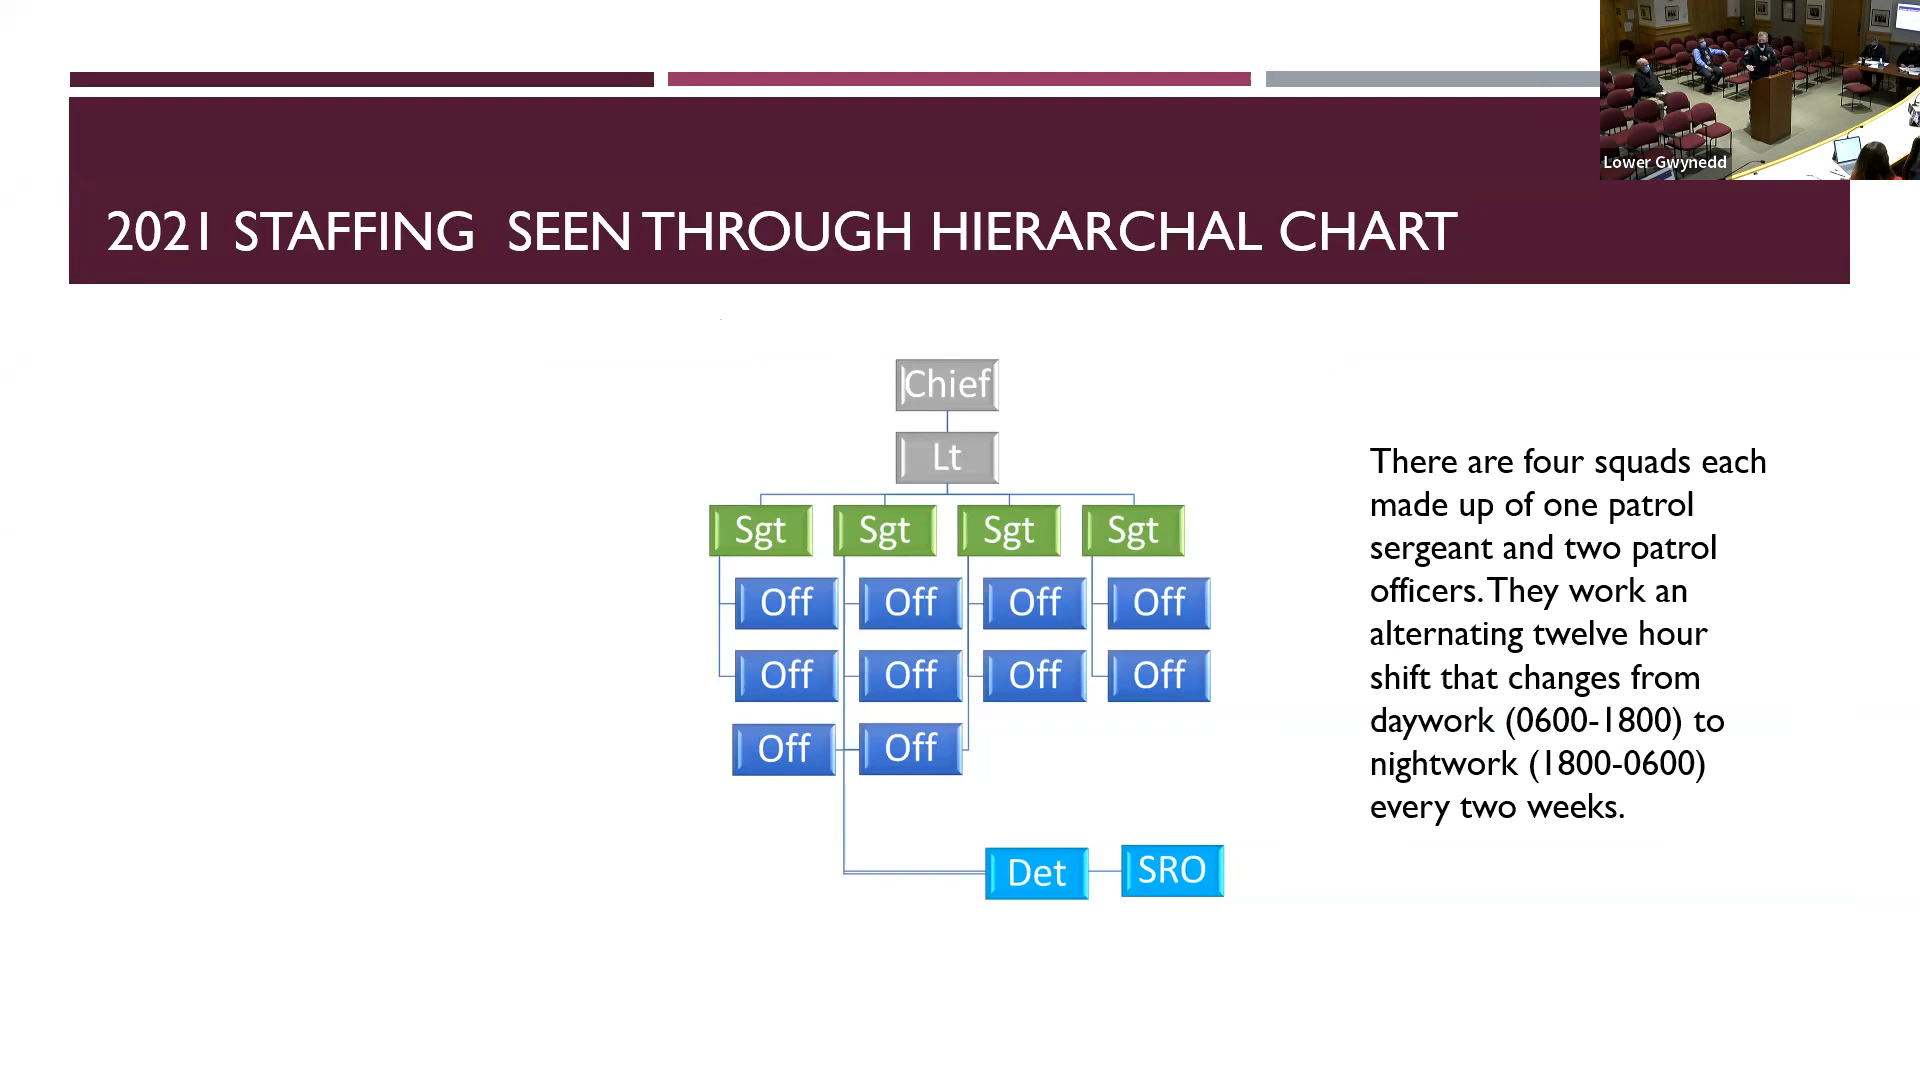 Lower Gwynedd
2021 STAFFING  SEEN THROUGH HIERARCHAL CHART
Chief
Lt
Sgt Sgt Sgt Sgt
Off Off Off Off
Off Off Off Off
Off Off
Det SRO
There are four squads each
made up of one patrol
sergeant and two patrol
officers. They work an
alternating twelve hour
shift that changes from
daywork (0600-1800) to
nightwork (1800-0600)
every two weeks.